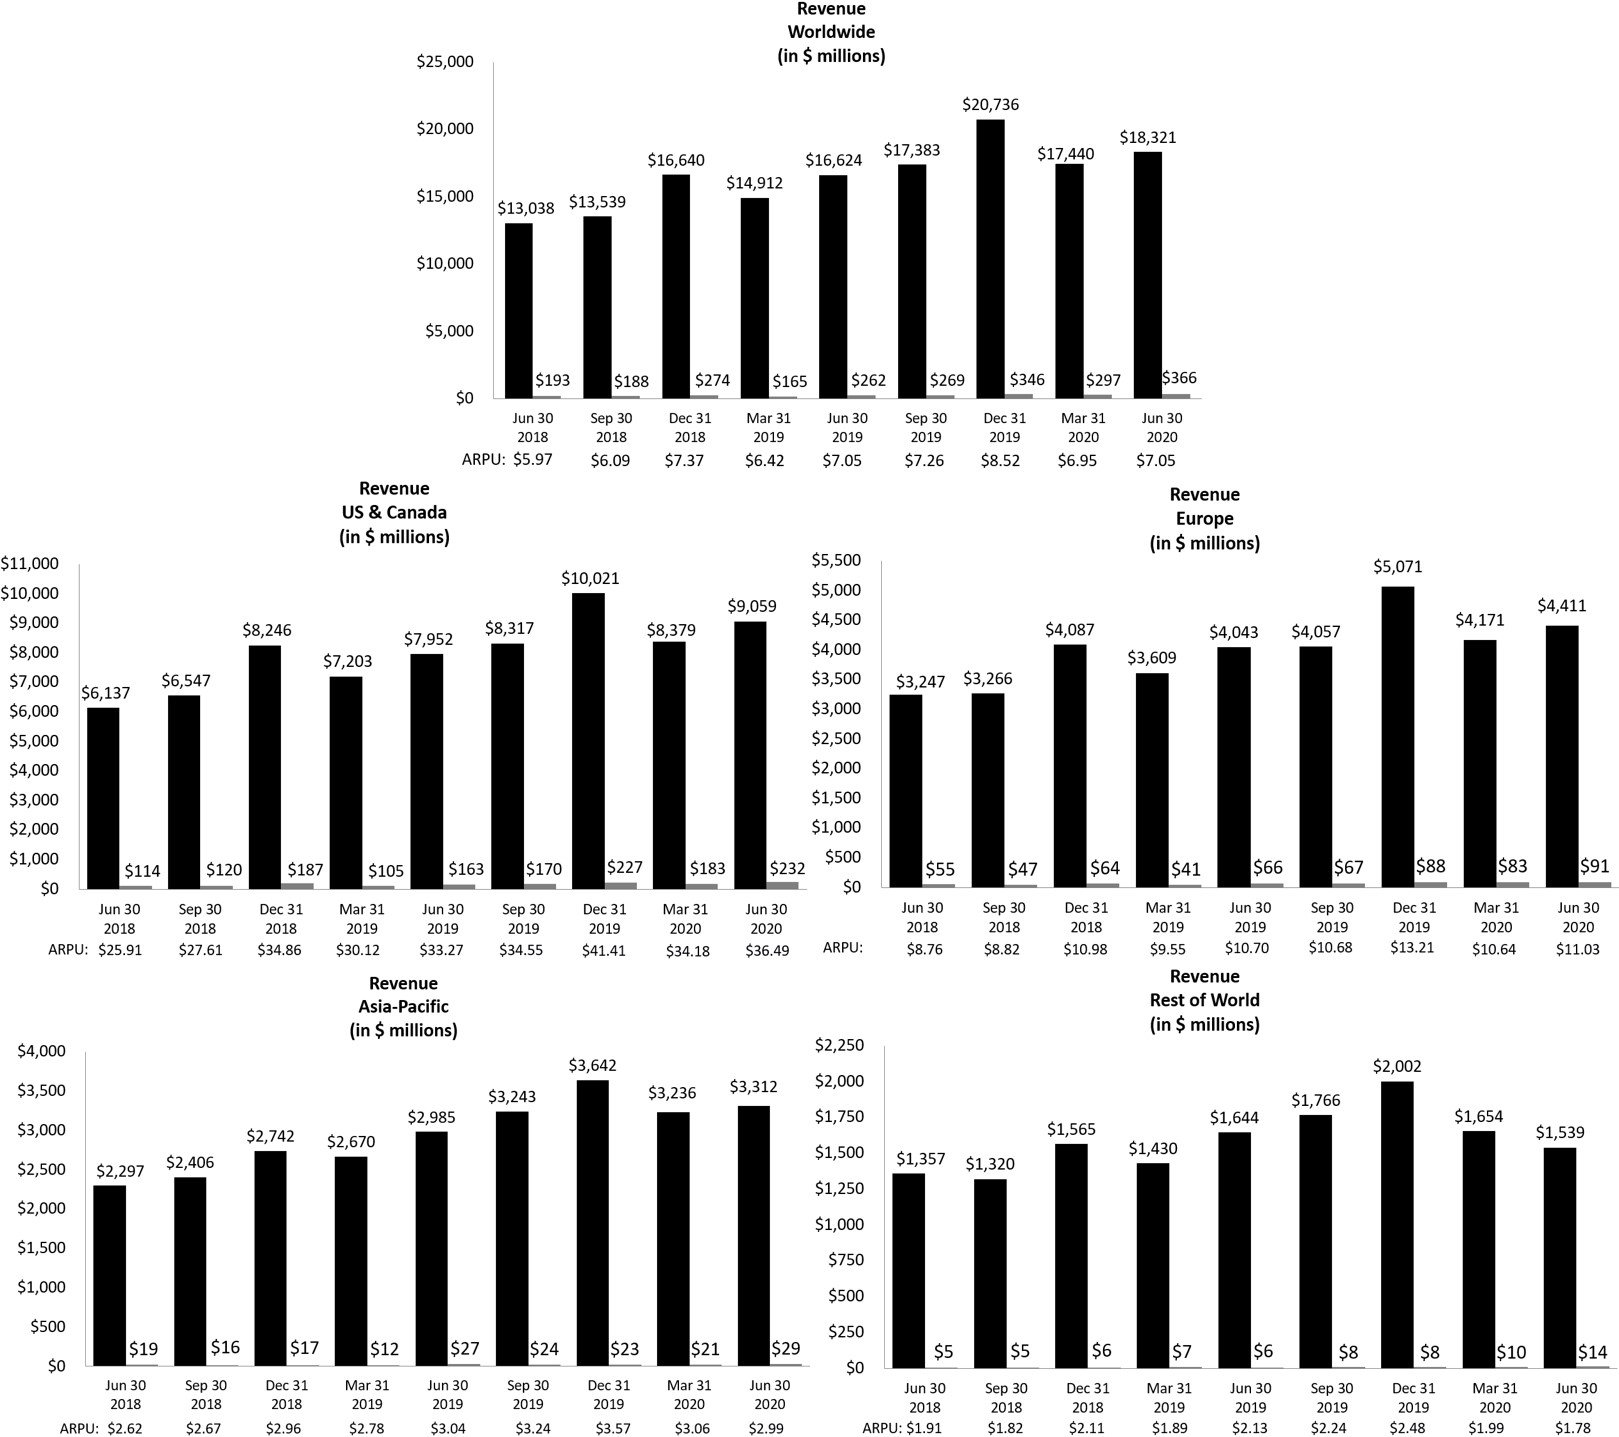 Revenue
Worldwide
(in $ millions)
$25,000
$20,000
$15,000
$10,000
$5,000
$0
$13,038 $13,539 $16,640 $14,912 $16,624 $17,383 $20,736 $17,440 $18,321
$193 $188 $274 $165 $262 $269 $346 $297 $366
Jun 30 Sep 30 Dec 31 Mar 31 Jun 30 Sep 30 Dec 31 Mar 31 Jun 30
2018 2018 2018 2019 2019 2019 2019 2020 2020
ARPU: $5.97 $6.09 $7.37 $6.42 $7.05 $7.26 $8.52 $6.95 $7.05
Revenue
US & Canada
(in $ millions)
$11,000
$10,000
$9,000
$8,000
$7,000
$6,000
$5,000
$4,000
$3,000
$2,000
$1,000
$0
$6,137 $6,547 $8,246 $7,203 $7,952 $8,317 $10,021 $8,379 $9,059
$114 $120 $187 $105 $163 $170 $227 $183 $232
Jun 30 Sep 30 Dec 31 Mar 31 Jun 30 Sep 30 Dec 31 Mar 31 Jun 30
2018 2018 2018 2019 2019 2019 2019 2020 2020
ARPU: $25.91 $27.61 $34.86 $30.12 $33.27 $34.55 $41.41 $34.18 $36.49
Revenue
Europe
(in $ millions)
$5,500
$5,000
$4,500
$4,000
$3,500
$3,000
$2,500
$2,000
$1,500
$1,000
$500
$0
$3,247 $3,266 $4,087 $3,609 $4,043 $4,057 $5,071 $4,171 $4,411
$55 $47 $64 $41 $66 $67 $88 $83 $91
Jun 30 Sep 30 Dec 31 Mar 31 Jun 30 Sep 30 Dec 31 Mar 31 Jun 30
2018 2018 2018 2019 2019 2019 2019 2020 2020
ARPU: $8.76 $8.82 $10.98 $9.55 $10.70 $10.68 $13.21 $10.64 $11.03
Revenue
Asia-Pacific
(in $ millions)
$4,000
$3,500
$3,000
$2,500
$2,000
$1,500
$1,000
$500
$0
$2,297 $2,406 $2,742 $2,670 $2,985 $3,243 $3,642 $3,236 $3,312
$19 $16 $17 $12 $27 $24 $23 $21 $29
Jun 30 Sep 30 Dec 31 Mar 31 Jun 30 Sep 30 Dec 31 Mar 31 Jun 30
2018 2018 2018 2019 2019 2019 2019 2020 2020
ARPU: $2.62 $2.67 $2.96 $2.78 $3.04 $3.24 $3.57 $3.06 $2.99
Revenue
Rest of World
(in $ millions)
$2,250
$2,000
$1,750
$1,500
$1,250
$1,000
$750
$500
$250
$0
$1,357 $1,320 $1,565 $1,430 $1,644 $1,766 $2,002 $1,654 $1,539
$5 $5 $6 $7 $6 $8 $8 $10 $14
Jun 30 Sep 30 Dec 31 Mar 31 Jun 30 Sep 30 Dec 31 Mar 31 Jun 30
2018 2018 2018 2019 2019 2019 2019 2020 2020
ARPU: $1.91 $1.82 $2.11 $1.89 $2.13 $2.24 $2.48 $1.99 $1.78